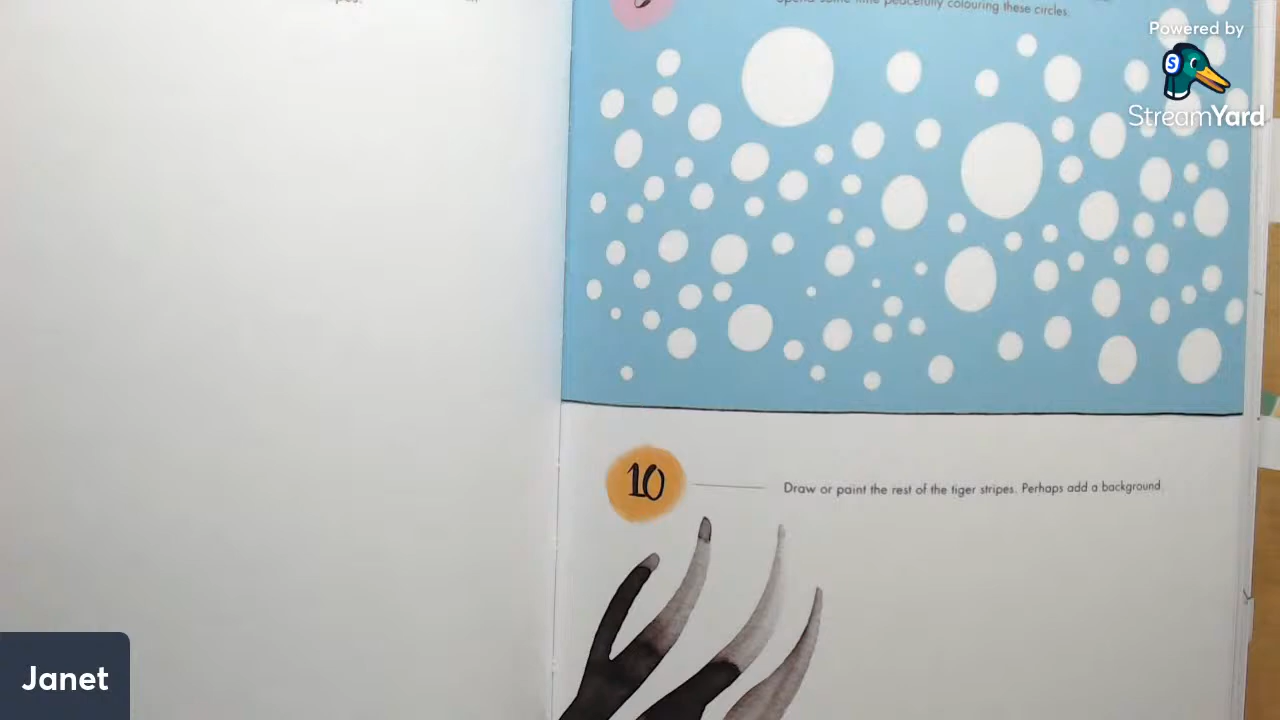 Spend some time peacefully colouring these circles.
Powered by
StreamYard
10
Draw or paint the rest of the tiger stripes. Perhaps add a background.
Janet